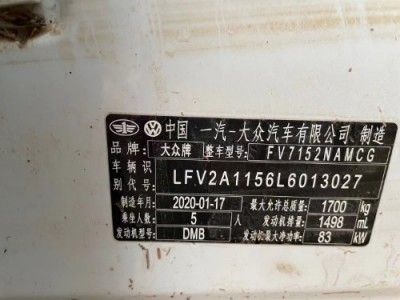 中国 一汽-大众汽车有限公司 制造
品牌: 大众牌 整车型号: FV7152NAMCG
车辆识别代号: LFV2A1156L6013027
制造年月: 2020-01-17 最大允许总质量: 1700 kg
乘坐人数: 5 人 发动机排量: 1498 mL
发动机型号: DMB 发动机最大净功率: 83 kW